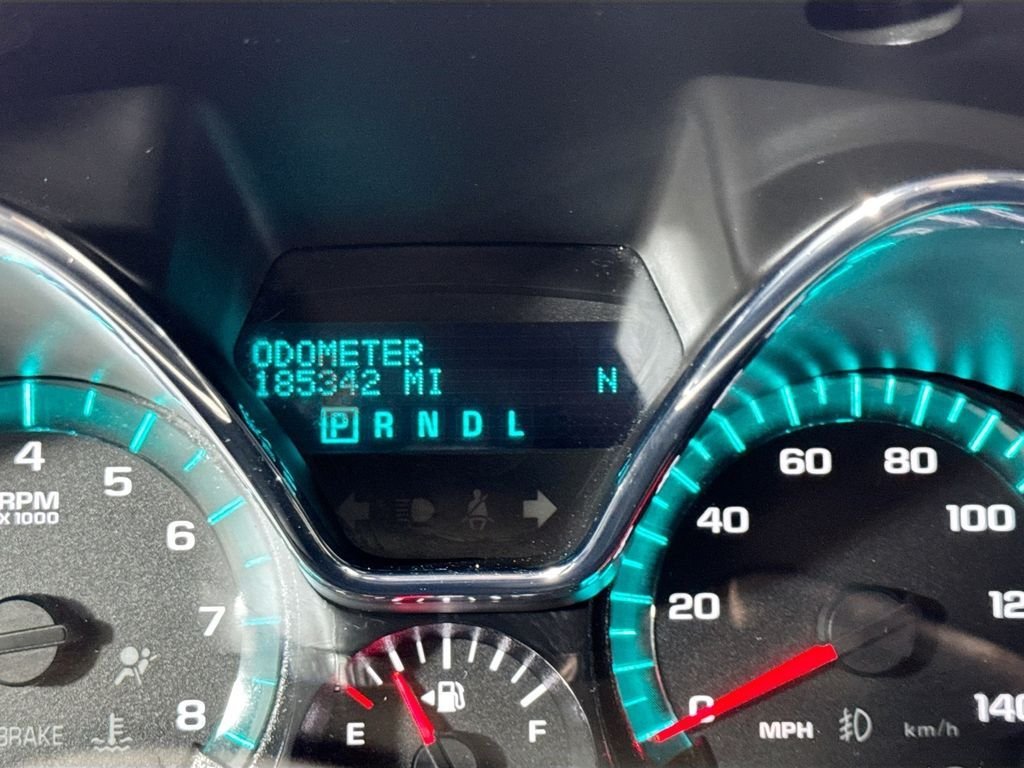 ODOMETER
185342 MI N
P R N D L
4
5
6
7
8
RPM
X 1000
BRAKE
E F
0
20
40
60
80
100
140
MPH
km/h